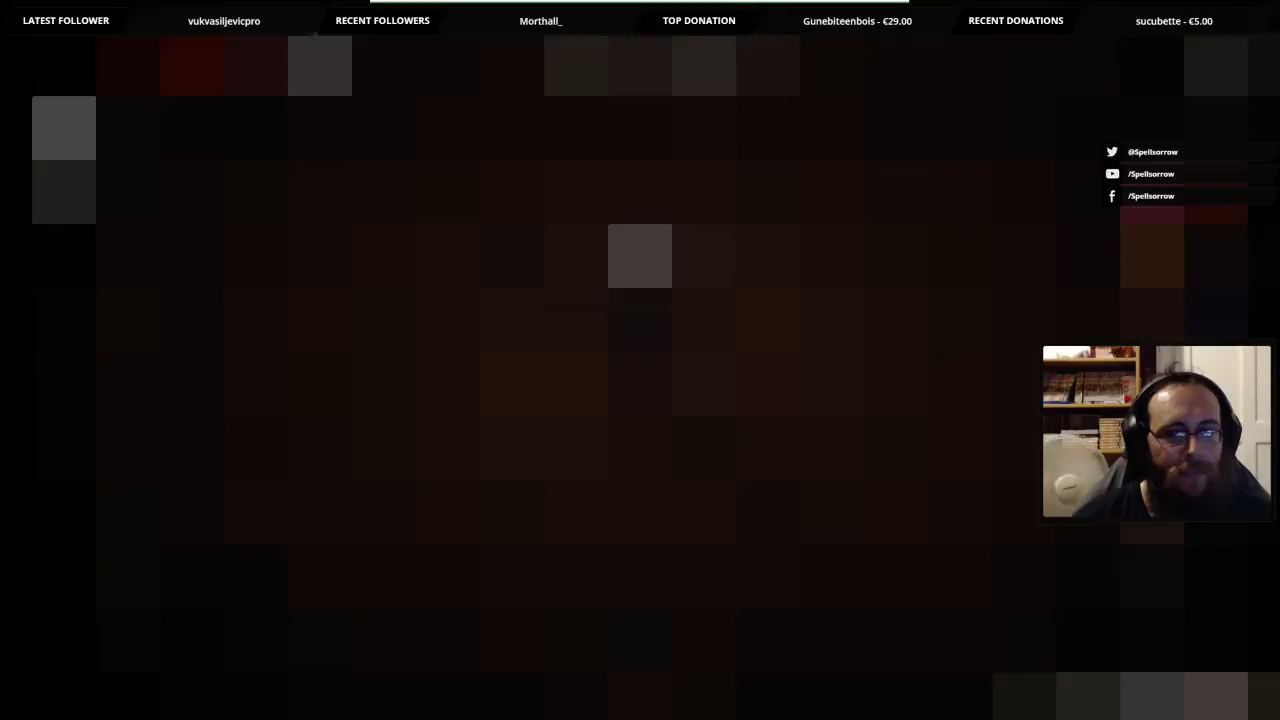 LATEST FOLLOWER vukvasiljevicpro RECENT FOLLOWERS Morthall_ TOP DONATION Gunebiteenbois - €29.00 RECENT DONATIONS sucubette - €5.00
@Spellsorrow
/Spellsorrow
/Spellsorrow